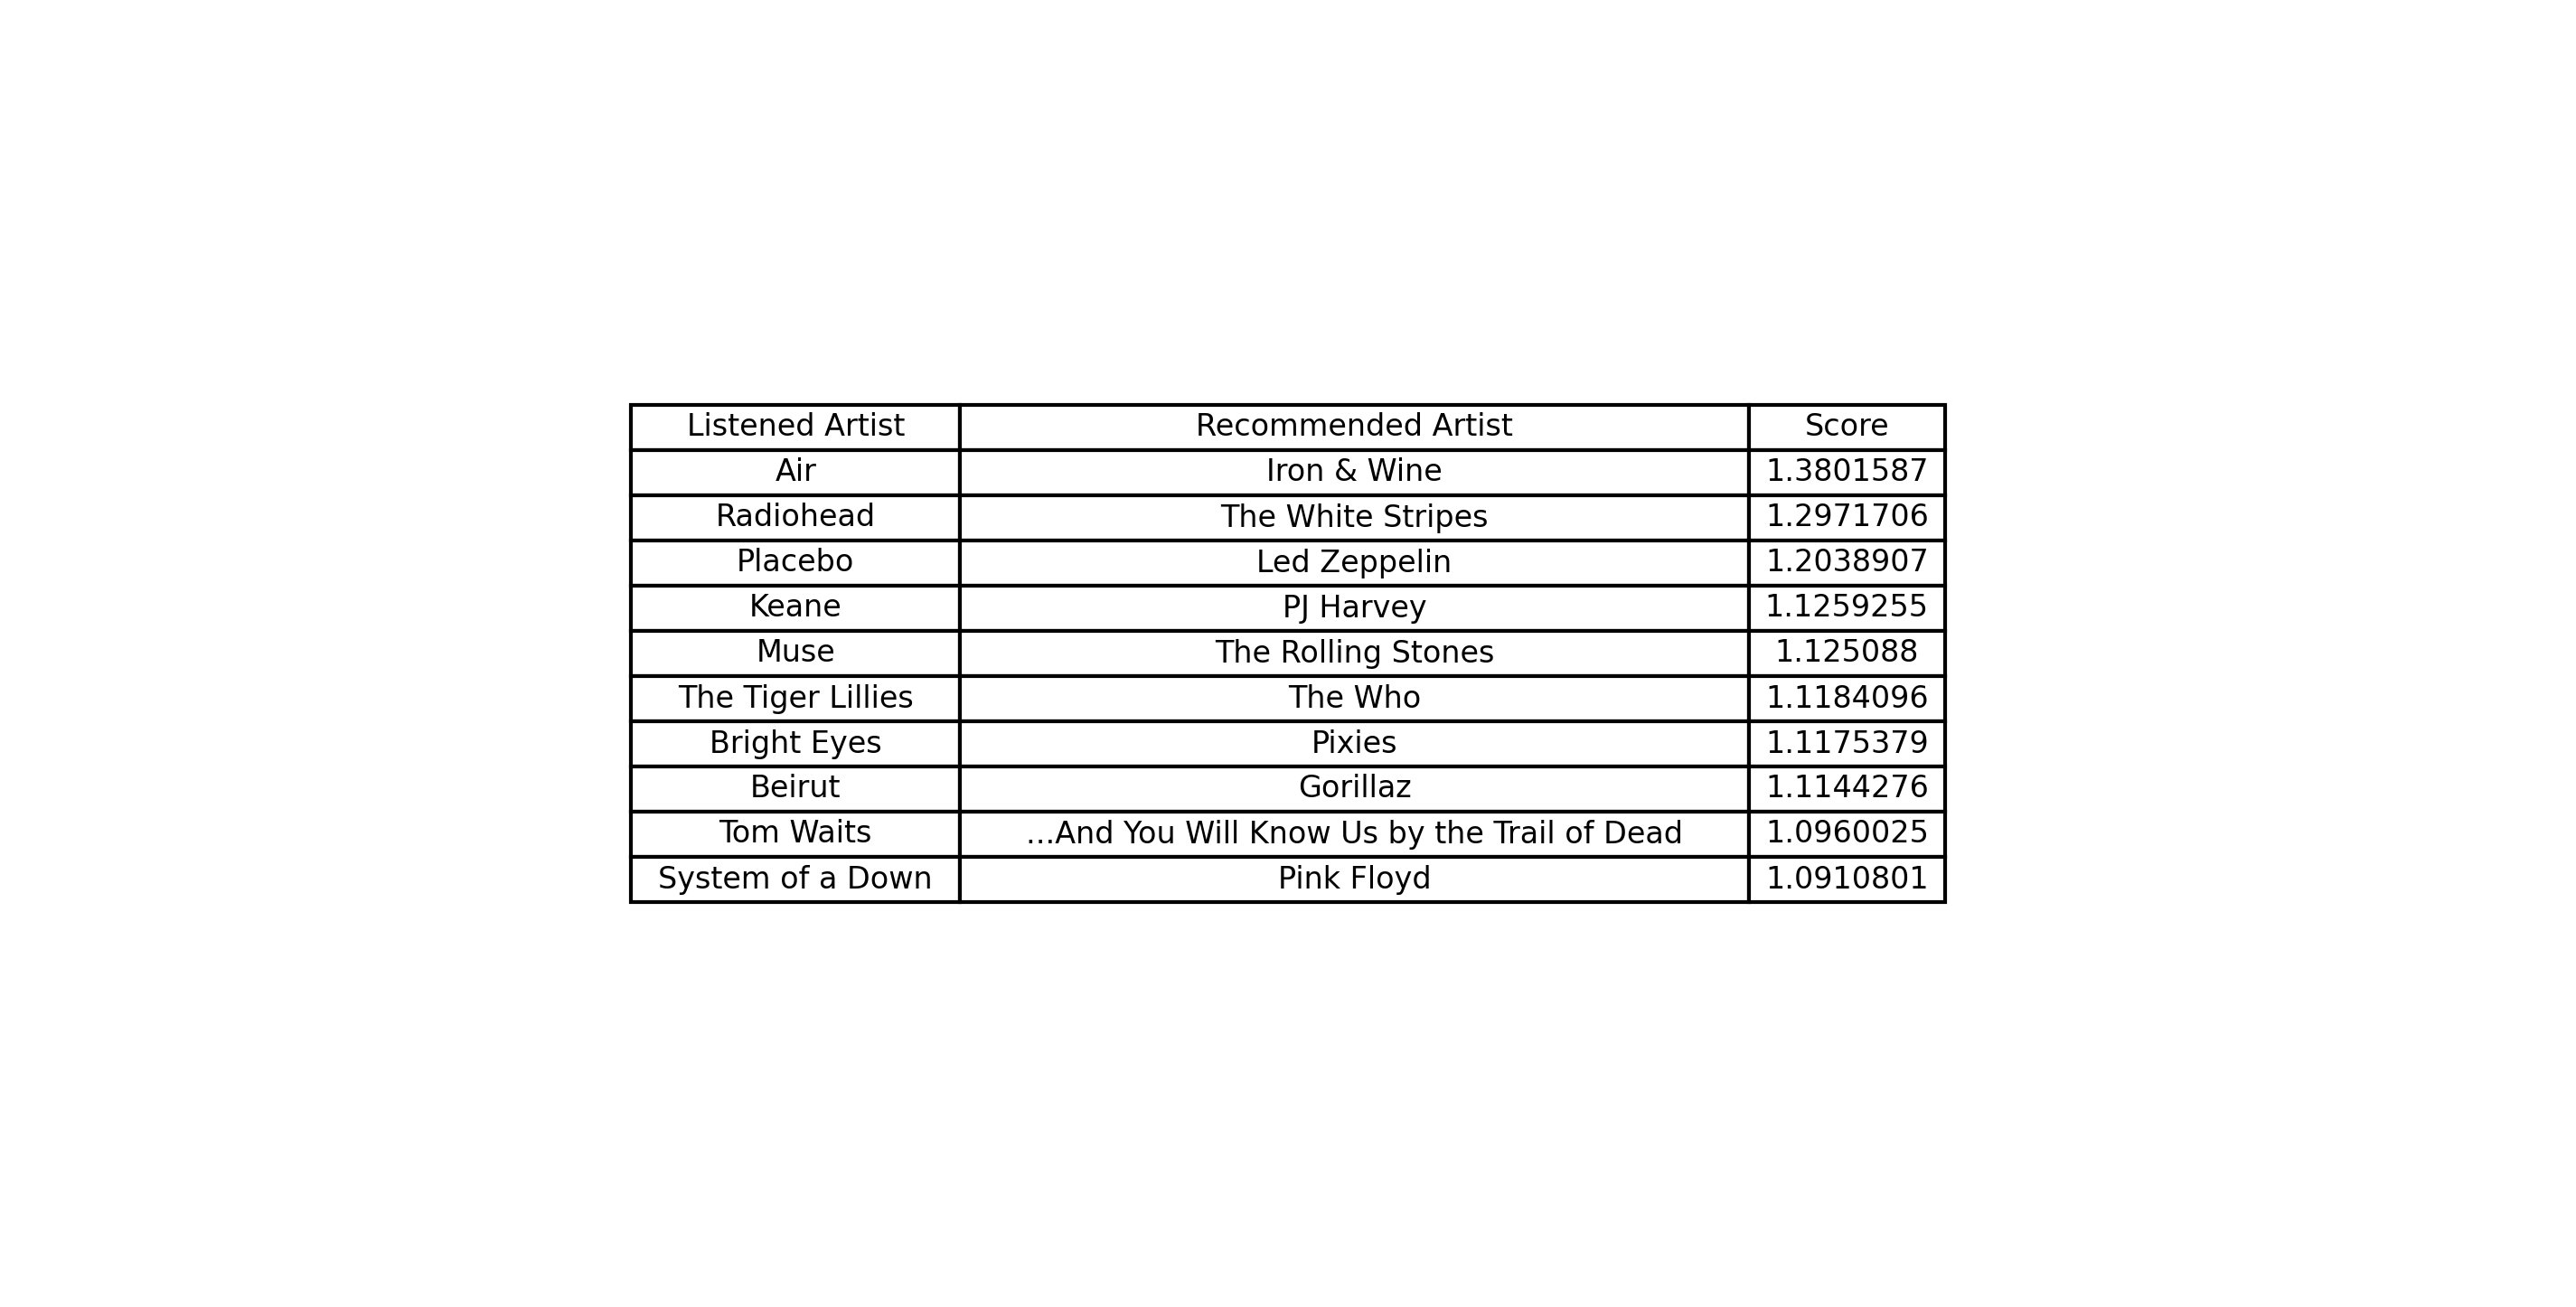 Listened Artist Recommended Artist Score
Air Iron & Wine 1.3801587
Radiohead The White Stripes 1.2971706
Placebo Led Zeppelin 1.2038907
Keane PJ Harvey 1.1259255
Muse The Rolling Stones 1.125088
The Tiger Lillies The Who 1.1184096
Bright Eyes Pixies 1.1175379
Beirut Gorillaz 1.1144276
Tom Waits ...And You Will Know Us by the Trail of Dead 1.0960025
System of a Down Pink Floyd 1.0910801